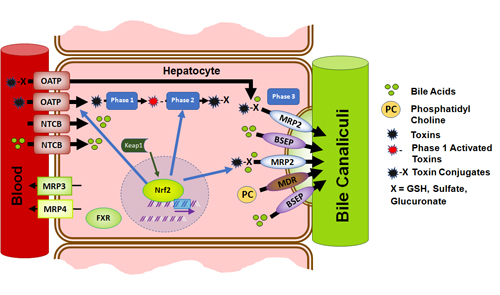 Hepatocyte
X
OATP
OATP
NTCB
NTCB
MRP3
MRP4
Blood
Phase 1
Phase 2
X
Phase 3
X
MRP2
BSEP
X
MRP2
MDR
PC
BSEP
Keap1
Nrf2
FXR
Bile Canaliculi
Bile Acids
PC
Phosphatidyl
Choline
Toxins
Phase 1 Activated
Toxins
-X Toxin Conjugates
X = GSH, Sulfate,
Glucuronate